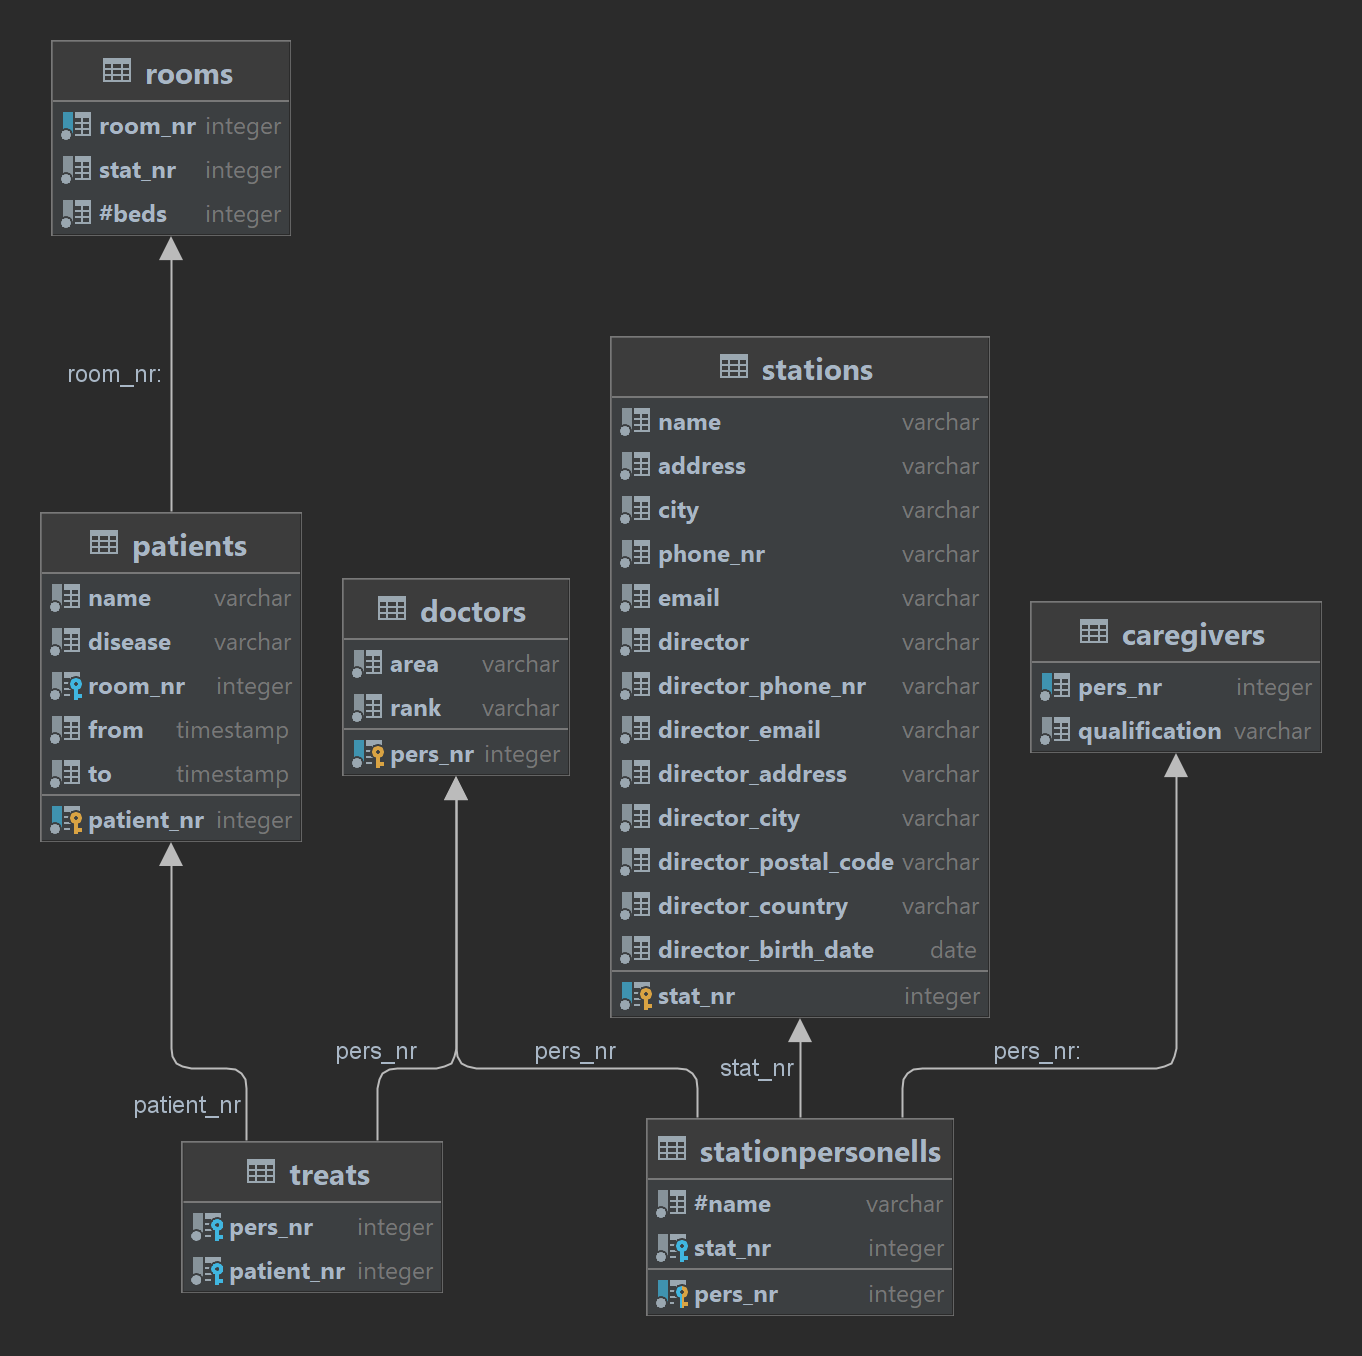 rooms
room_nr integer
stat_nr integer
#beds integer
room_nr:
patients
name varchar
disease varchar
room_nr integer
from timestamp
to timestamp
patient_nr integer
doctors
area varchar
rank varchar
pers_nr integer
stations
name varchar
address varchar
city varchar
phone_nr varchar
email varchar
director varchar
director_phone_nr varchar
director_email varchar
director_address varchar
director_city varchar
director_postal_code varchar
director_country varchar
director_birth_date date
stat_nr integer
caregivers
pers_nr integer
qualification varchar
patient_nr
pers_nr
pers_nr
stat_nr
pers_nr:
treats
pers_nr integer
patient_nr integer
stationpersonells
#name varchar
stat_nr integer
pers_nr integer